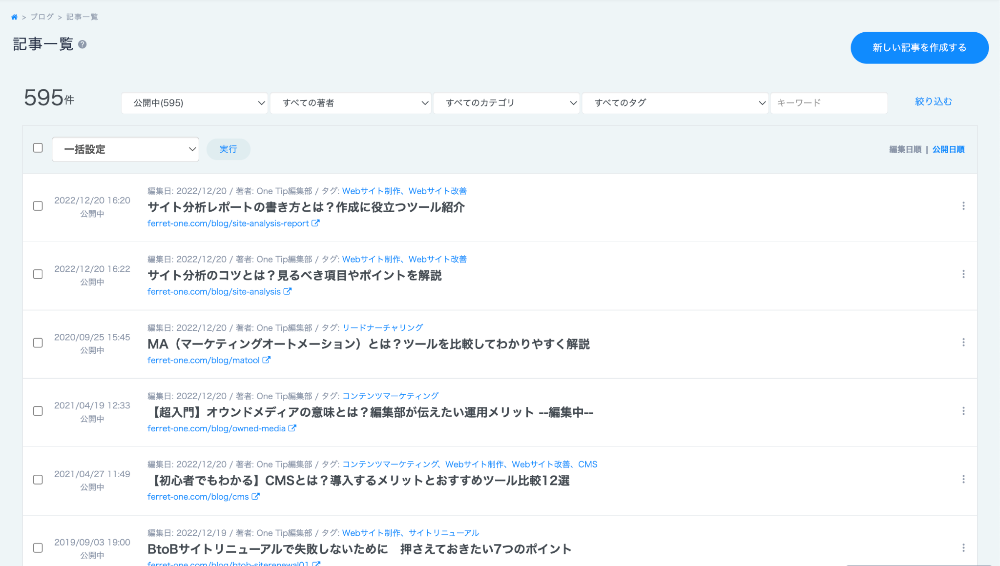 > ブログ > 記事一覧
記事一覧 ?
新しい記事を作成する
595件
公開中(595) すべての著者 すべてのカテゴリ すべてのタグ キーワード 絞り込む
一括設定 実行 編集日順 | 公開日順
編集日: 2022/12/20 / 著者: One Tip編集部 / タグ: Webサイト制作、Webサイト改善
2022/12/20 16:20
公開中
サイト分析レポートの書き方とは？作成に役立つツール紹介
ferret-one.com/blog/site-analysis-report
編集日: 2022/12/20 / 著者: One Tip編集部 / タグ: Webサイト制作、Webサイト改善
2022/12/20 16:22
公開中
サイト分析のコツとは？見るべき項目やポイントを解説
ferret-one.com/blog/site-analysis
編集日: 2022/12/20 / 著者: One Tip編集部 / タグ: リードナーチャリング
2020/09/25 15:45
公開中
MA（マーケティングオートメーション）とは？ツールを比較してわかりやすく解説
ferret-one.com/blog/matool
編集日: 2022/12/20 / 著者: One Tip編集部 / タグ: コンテンツマーケティング
2021/04/19 12:33
公開中
【超入門】オウンドメディアの意味とは？編集部が伝えたい運用メリット --編集中--
ferret-one.com/blog/owned-media
編集日: 2022/12/20 / 著者: One Tip編集部 / タグ: コンテンツマーケティング、Webサイト制作、Webサイト改善、CMS
2021/04/27 11:49
公開中
【初心者でもわかる】CMSとは？導入するメリットとおすすめツール比較12選
ferret-one.com/blog/cms
編集日: 2022/12/19 / 著者: One Tip編集部 / タグ: Webサイト制作、サイトリニューアル
2019/09/03 19:00
公開中
BtoBサイトリニューアルで失敗しないために　押さえておきたい7つのポイント
ferret-one.com/blog/btob-siterenewal01